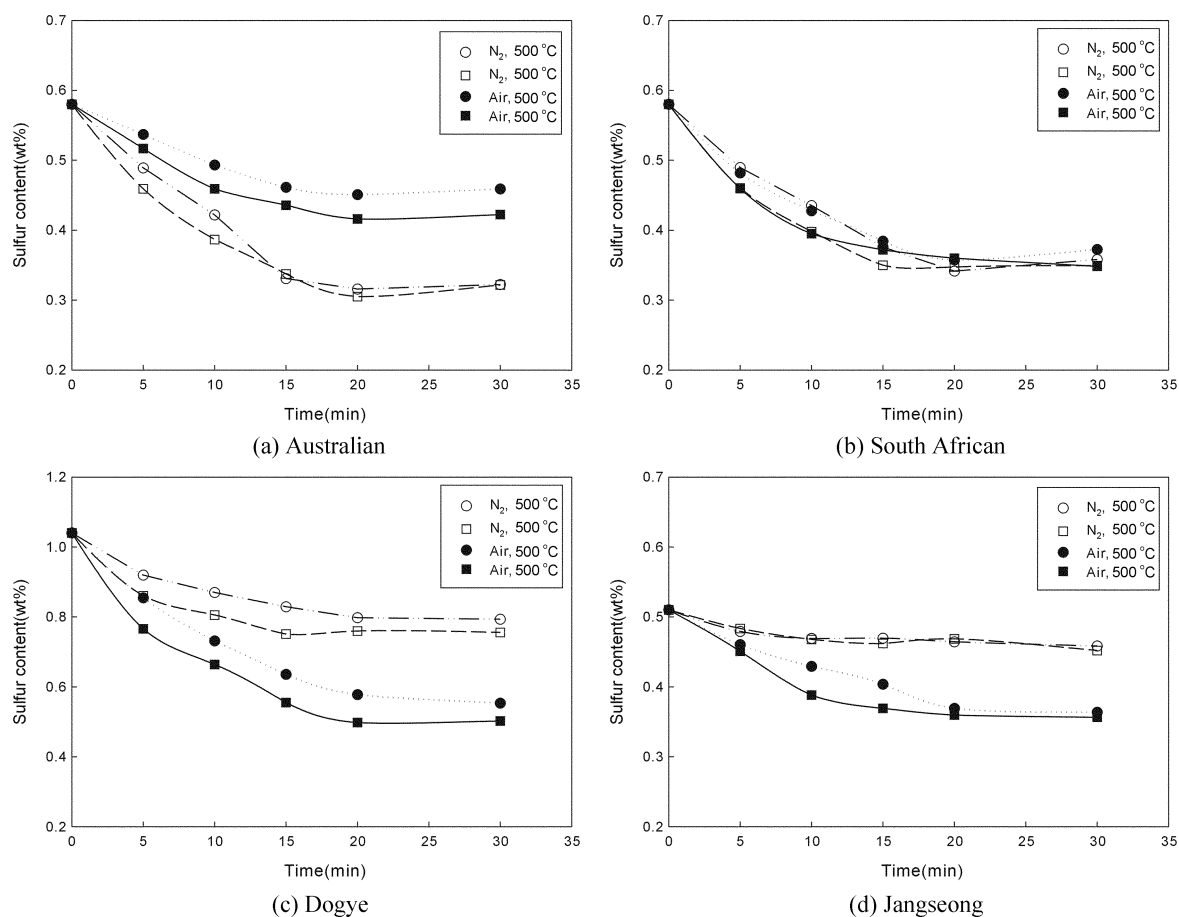 0.7
0.6
0.5
0.4
0.3
0.2
Sulfur content(wt%)
N₂, 500 °C
N₂, 500 °C
Air, 500 °C
Air, 500 °C
0 5 10 15 20 25 30 35
Time(min)
(a) Australian
0.7
0.6
0.5
0.4
0.3
0.2
Sulfur content(wt%)
N₂, 500 °C
N₂, 500 °C
Air, 500 °C
Air, 500 °C
0 5 10 15 20 25 30 35
Time(min)
(b) South African
1.2
1.0
0.8
0.6
0.4
0.2
Sulfur content(wt%)
N₂, 500 °C
N₂, 500 °C
Air, 500 °C
Air, 500 °C
0 5 10 15 20 25 30 35
Time(min)
(c) Dogye
0.7
0.6
0.5
0.4
0.3
0.2
Sulfur content(wt%)
N₂, 500 °C
N₂, 500 °C
Air, 500 °C
Air, 500 °C
0 5 10 15 20 25 30 35
Time(min)
(d) Jangseong